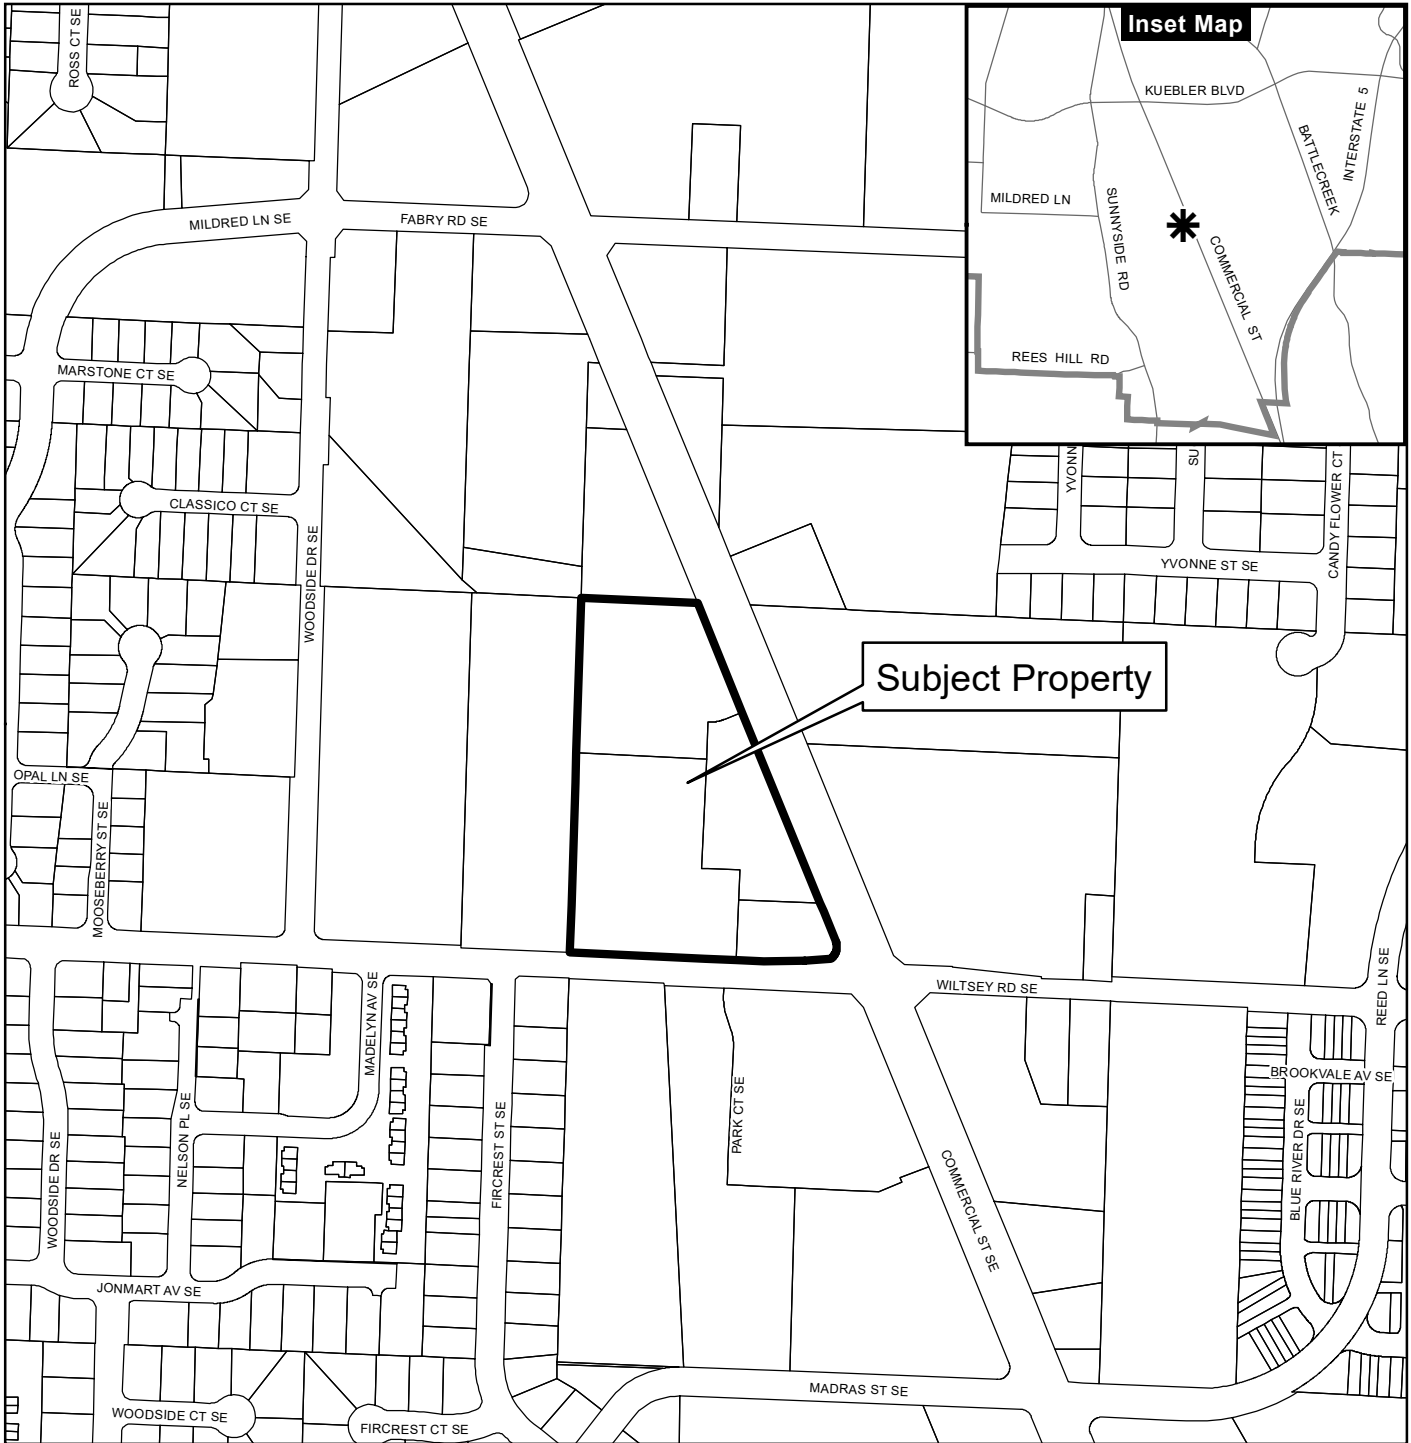 ROSS CT SE
Inset Map
KUEBLER BLVD
INTERSTATE 5
BATTLECREEK
MILDRED LN
SUNNYSIDE RD
COMMERCIAL ST
REES HILL RD
MILDRED LN SE
FABRY RD SE
MARSTONE CT SE
CLASSICO CT SE
WOODSIDE DR SE
YVONN
SU
CANDY FLOWER CT
YVONNE ST SE
Subject Property
OPAL LN SE
MOOSEBERRY ST SE
WILTSEY RD SE
REED LN SE
MADELYN AV SE
BROOKVALE AV SE
PARK CT SE
NELSON PL SE
FIRCREST ST SE
WOODSIDE DR SE
BLUE RIVER DR SE
COMMERCIAL ST SE
JONMART AV SE
MADRAS ST SE
WOODSIDE CT SE
FIRCREST CT SE